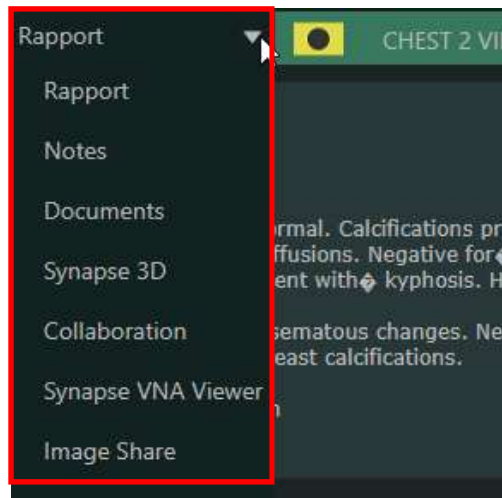 Rapport
CHEST 2 VI
Rapport
Notes
Documents
Synapse 3D
Collaboration
Synapse VNA Viewer
Image Share
rmal. Calcifications pr
ffusions. Negative for�
ent with� kyphosis. H
sematous changes. Ne
east calcifications.